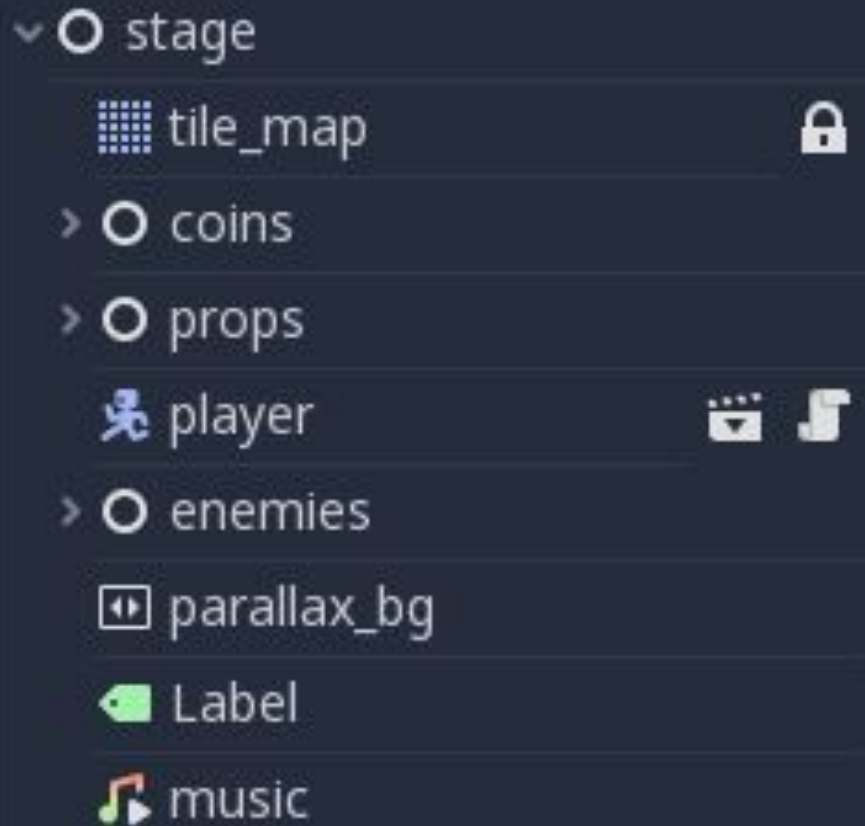 stage
tile_map
coins
props
player
enemies
parallax_bg
Label
music